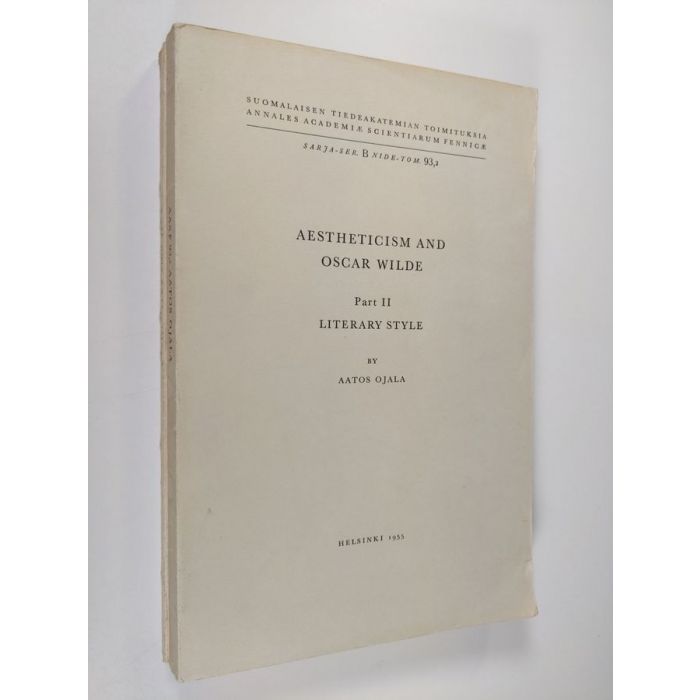 SUOMALAISEN TIEDEAKATEMIAN TOIMITUKSIA
ANNALES ACADEMIÆ SCIENTIARUM FENNICÆ
SARJA-SER. B NIDE-TOM. 93,2
AESTHETICISM AND
OSCAR WILDE
Part II
LITERARY STYLE
BY
AATOS OJALA
HELSINKI 1955
AATOS OJALA